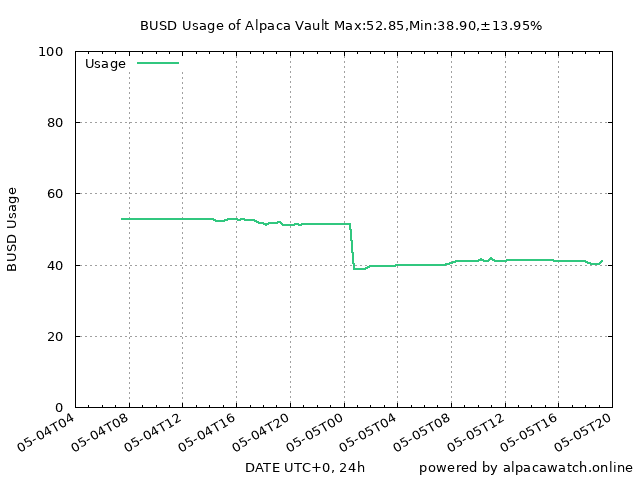 BUSD Usage of Alpaca Vault Max:52.85,Min:38.90,±13.95%
Usage
100
80
60
40
20
0
BUSD Usage
05-04T04
05-04T08
05-04T12
05-04T16
05-04T20
05-05T00
05-05T04
05-05T08
05-05T12
05-05T16
05-05T20
DATE UTC+0, 24h
powered by alpacawatch.online